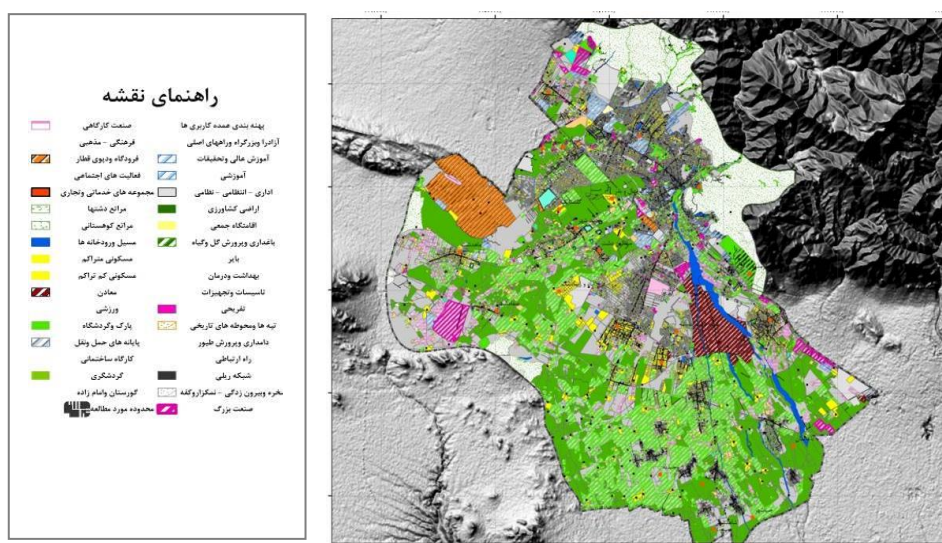 راهنمای نقشه
پهنه بندی عمده کاربری ها
صنعت کارگاهی
آزادرا وبزرگراه وراههای اصلی
فرهنگی - مذهبی
آموزش عالی وتحقیقات
فرودگاه ودپوی قطار
آموزشی
فعالیت های اجتماعی
اداری - انتظامی - نظامی
مجموعه های خدماتی وتجاری
اراضی کشاورزی
مراتع دشتها
اقامتگاه جمعی
مراتع کوهستانی
باغداری وپرورش گل وگیاه
مسیل ورودخانه ها
بایر
مسکونی متراکم
بهداشت ودرمان
مسکونی کم تراکم
تاسیسات وتجهیزات
معادن
تفریحی
ورزشی
تپه ها ومحوطه های تاریخی
پارک وگردشگاه
دامداری وپرورش طیور
پایانه های حمل ونقل
راه ارتباطی
کارگاه ساختمانی
شبکه ریلی
گردشگری
صخره وبیرون زدگی - نمکزاروکفه
گورستان وامام زاده
صنعت بزرگ
محدوده مورد مطالعه